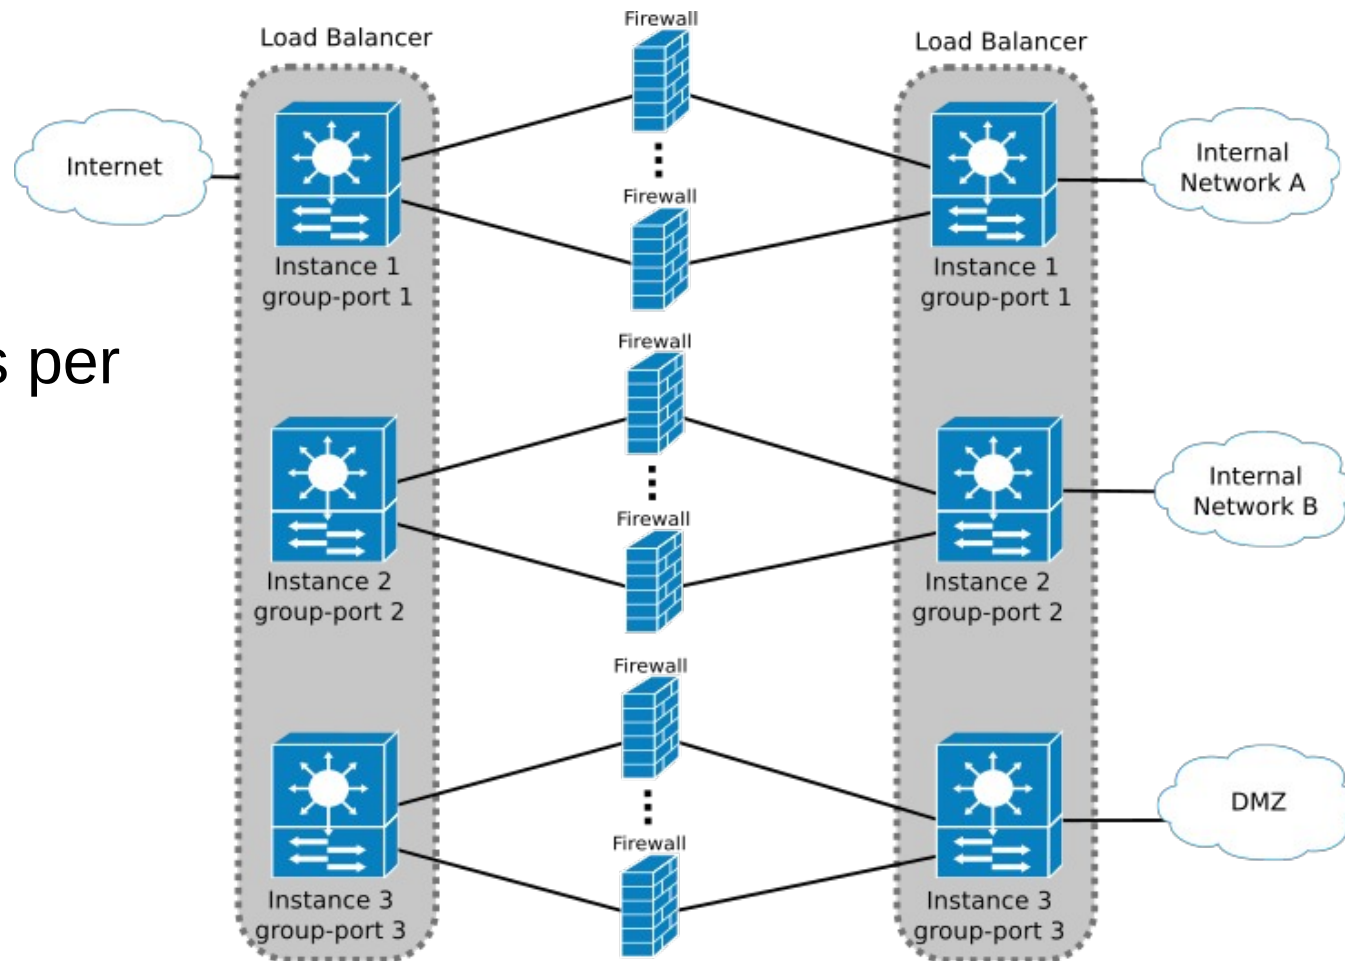 Load Balancer
Firewall
Load Balancer
Internet
Internal
Network A
Firewall
Instance 1
group-port 1
Instance 1
group-port 1
s per
Firewall
Internal
Network B
Firewall
Instance 2
group-port 2
Instance 2
group-port 2
Firewall
DMZ
Firewall
Instance 3
group-port 3
Instance 3
group-port 3